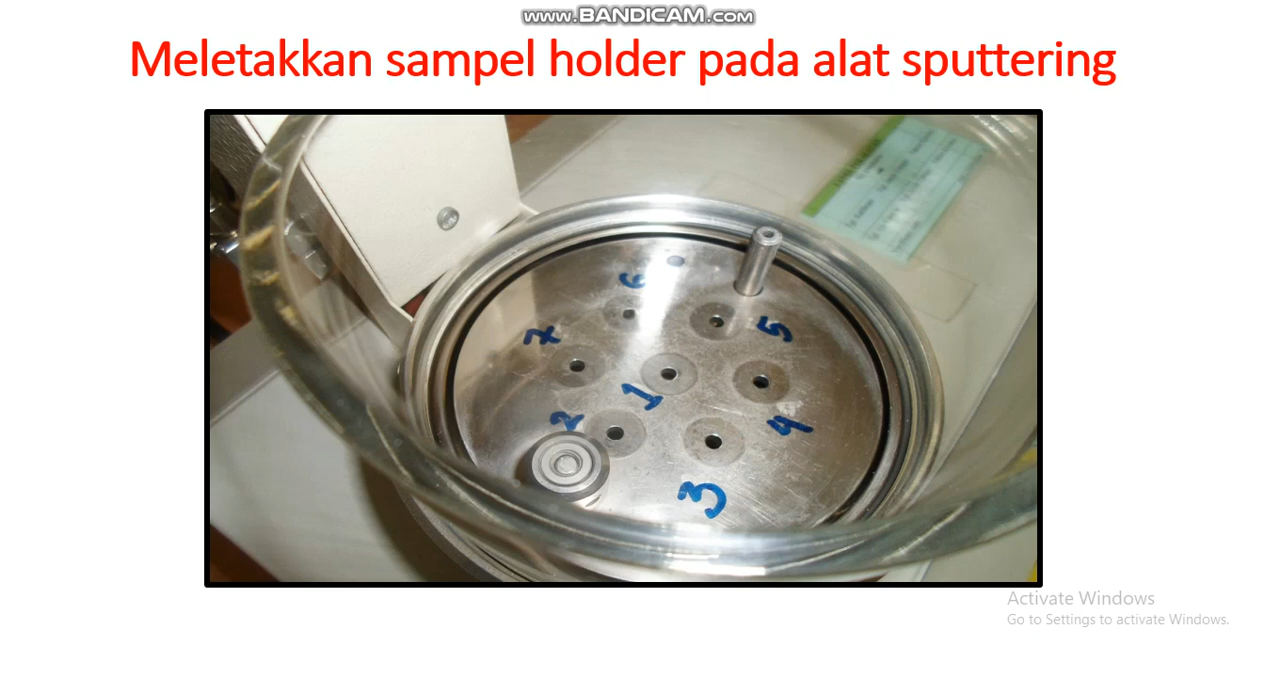 www.BANDICAM.com
Meletakkan sampel holder pada alat sputtering
6
5
7
1
4
2
3
Activate Windows
Go to Settings to activate Windows.